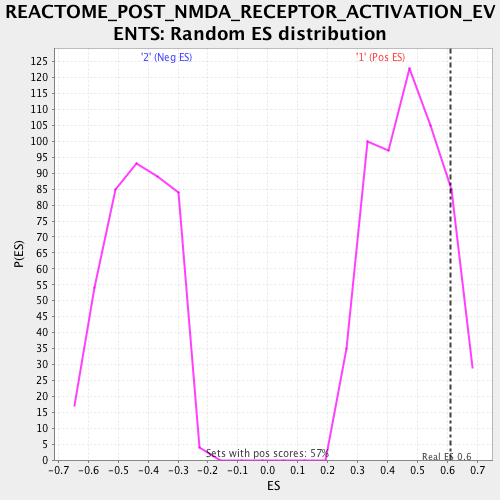 REACTOME_POST_NMDA_RECEPTOR_ACTIVATION_EV
ENTS: Random ES distribution
'2' (Neg ES)
'1' (Pos ES)
125
120
115
110
105
100
95
90
85
80
75
70
65
60
55
50
45
40
35
30
25
20
15
10
5
0
P(ES)
Sets with pos scores: 57%
Real ES 0.6
-0.7 -0.6 -0.5 -0.4 -0.3 -0.2 -0.1 0.0 0.1 0.2 0.3 0.4 0.5 0.6 0.7
ES